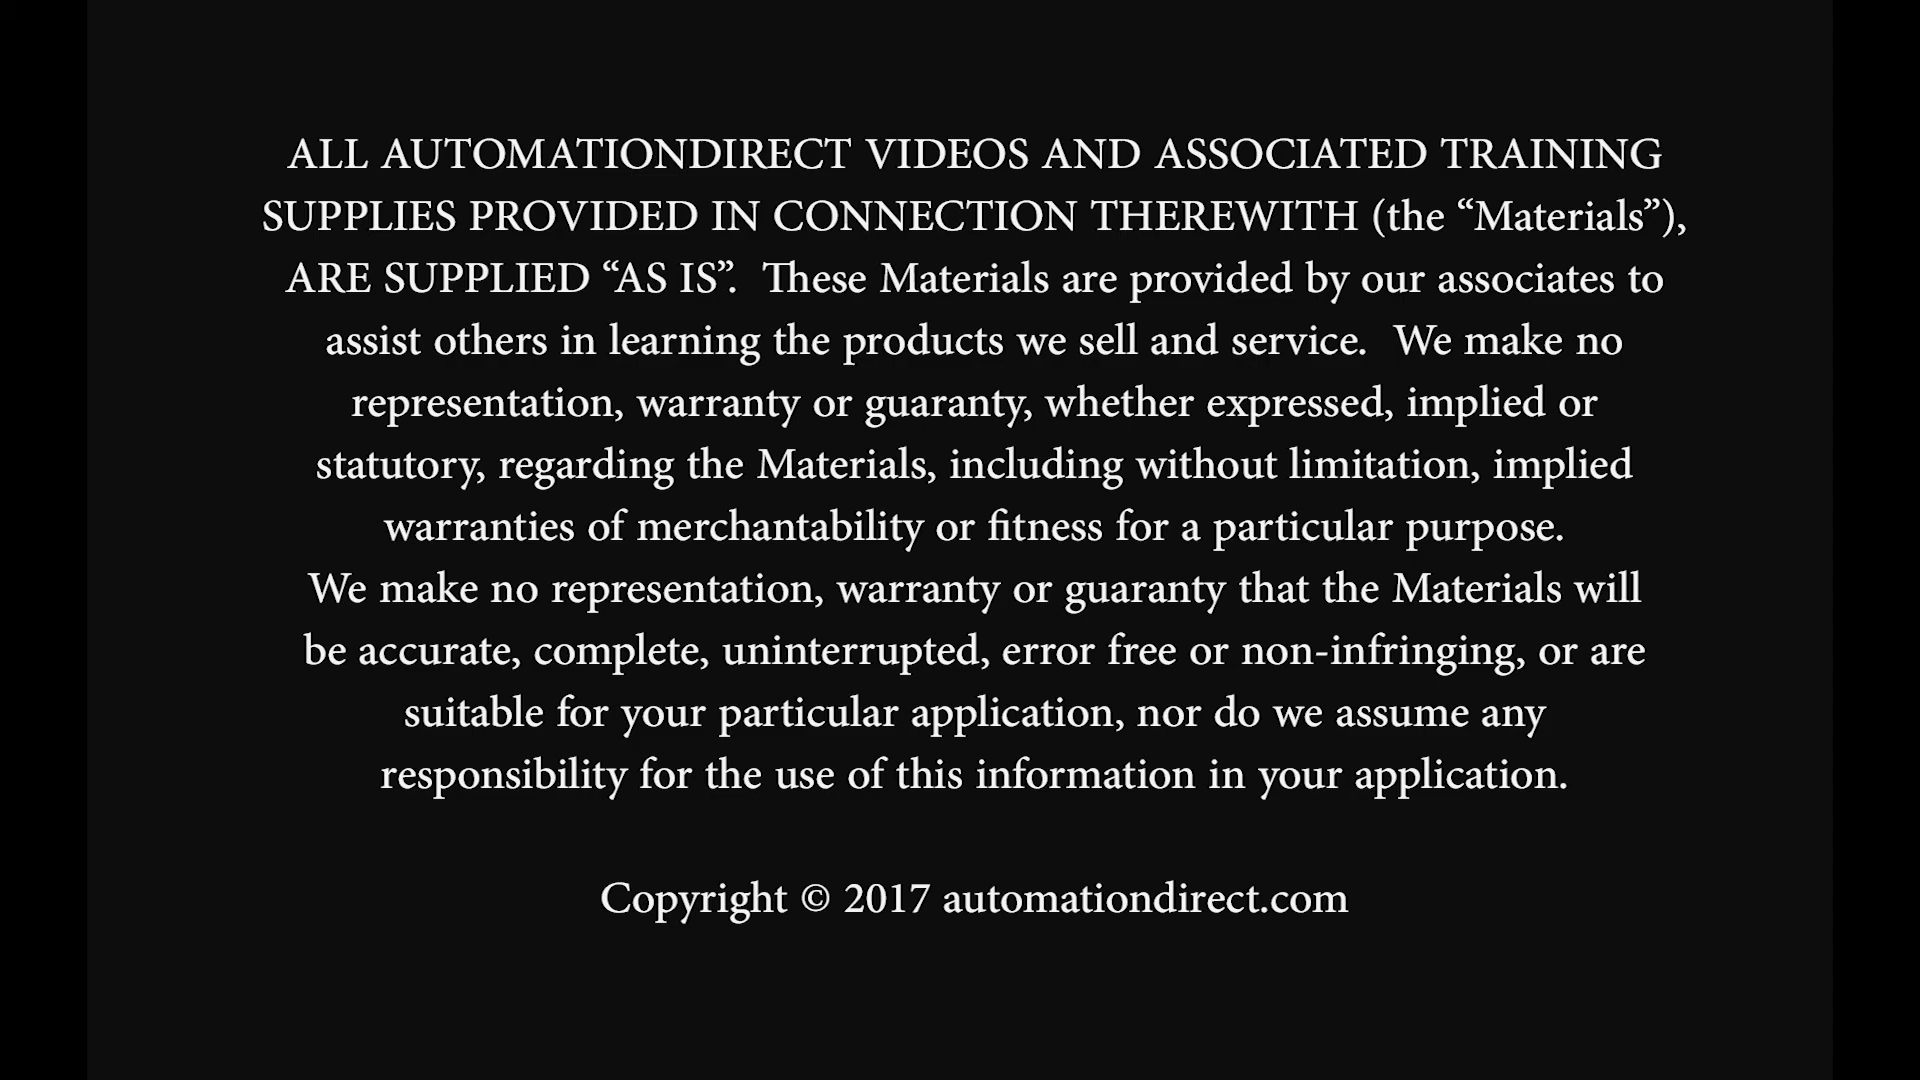 ALL AUTOMATIONDIRECT VIDEOS AND ASSOCIATED TRAINING
SUPPLIES PROVIDED IN CONNECTION THEREWITH (the “Materials”),
ARE SUPPLIED “AS IS”.  These Materials are provided by our associates to
assist others in learning the products we sell and service.  We make no
representation, warranty or guaranty, whether expressed, implied or
statutory, regarding the Materials, including without limitation, implied
warranties of merchantability or fitness for a particular purpose.
We make no representation, warranty or guaranty that the Materials will
be accurate, complete, uninterrupted, error free or non-infringing, or are
suitable for your particular application, nor do we assume any
responsibility for the use of this information in your application.
Copyright © 2017 automationdirect.com